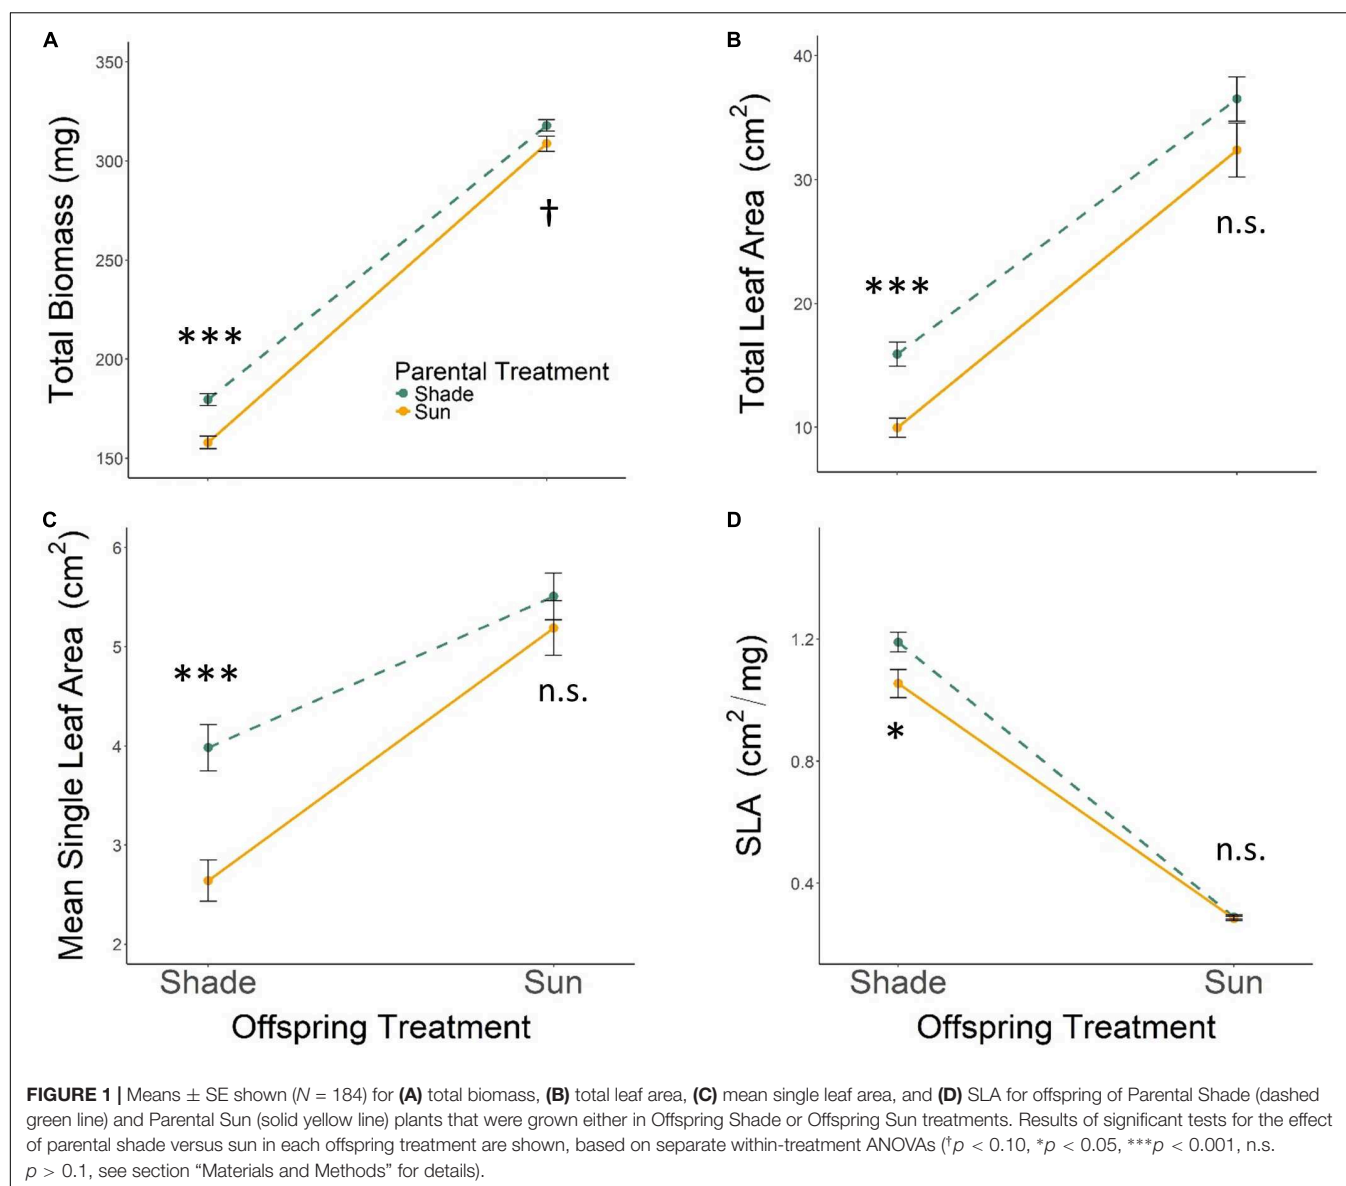 A
Total Biomass (mg)
350
300
250
200
150
***
†
Parental Treatment
Shade
Sun
B
Total Leaf Area (cm²)
40
30
20
10
***
n.s.
C
Mean Single Leaf Area (cm²)
6
5
4
3
2
***
n.s.
Shade
Sun
Offspring Treatment
D
SLA (cm²/mg)
1.2
0.8
0.4
*
n.s.
Shade
Sun
Offspring Treatment
FIGURE 1 | Means ± SE shown (N = 184) for (A) total biomass, (B) total leaf area, (C) mean single leaf area, and (D) SLA for offspring of Parental Shade (dashed
green line) and Parental Sun (solid yellow line) plants that were grown either in Offspring Shade or Offspring Sun treatments. Results of significant tests for the effect
of parental shade versus sun in each offspring treatment are shown, based on separate within-treatment ANOVAs (†p < 0.10, *p < 0.05, ***p < 0.001, n.s.
p > 0.1, see section “Materials and Methods” for details).